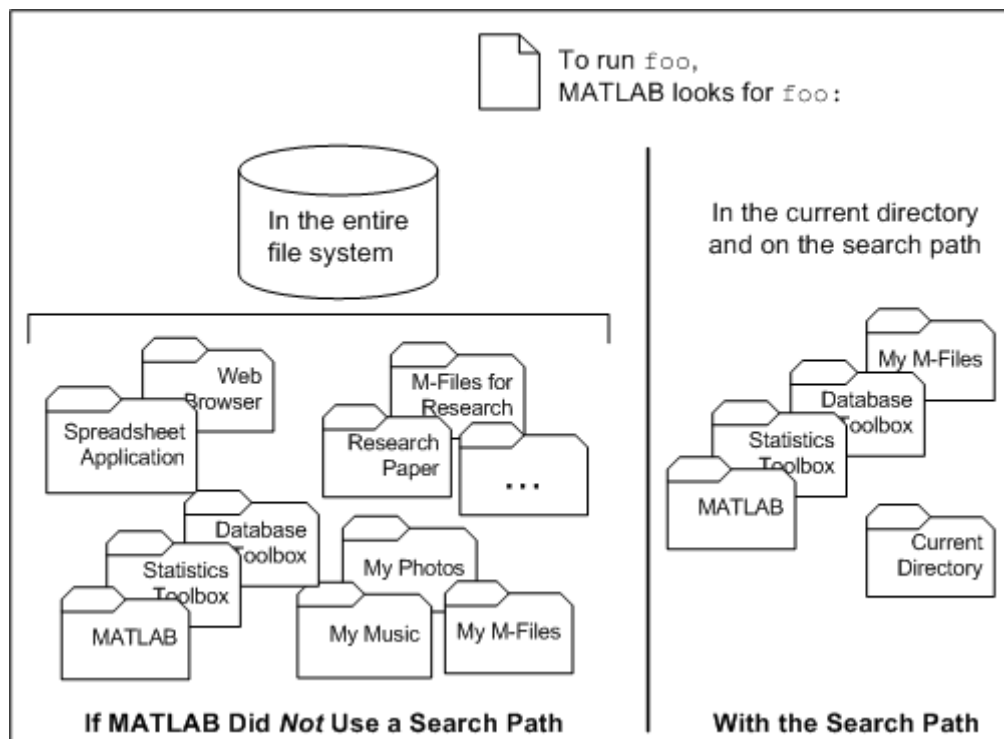 To run foo,
MATLAB looks for foo:
In the entire
file system
Web
Browser
Spreadsheet
Application
M-Files for
Research
Research
Paper
...
Database
Toolbox
Statistics
Toolbox
MATLAB
My Photos
My Music
My M-Files
If MATLAB Did Not Use a Search Path
In the current directory
and on the search path
My M-Files
Database
Toolbox
Statistics
Toolbox
MATLAB
Current
Directory
With the Search Path